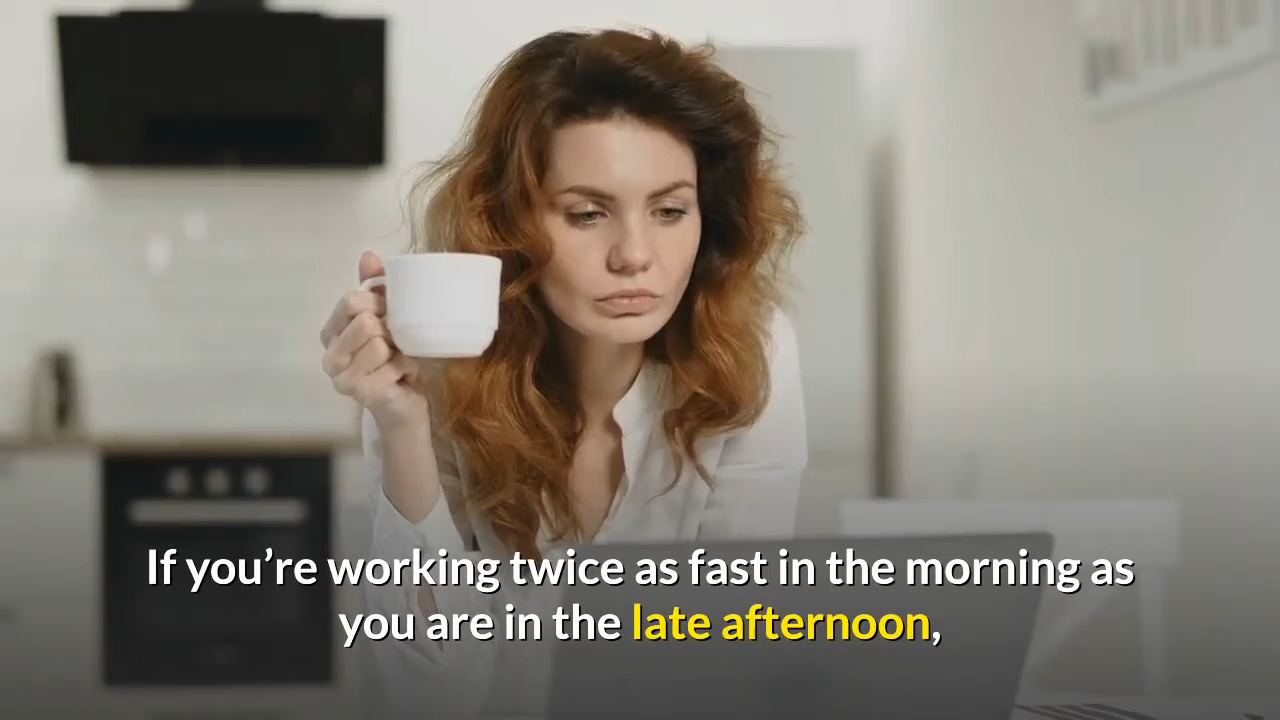 If you’re working twice as fast in the morning as
you are in the late afternoon,